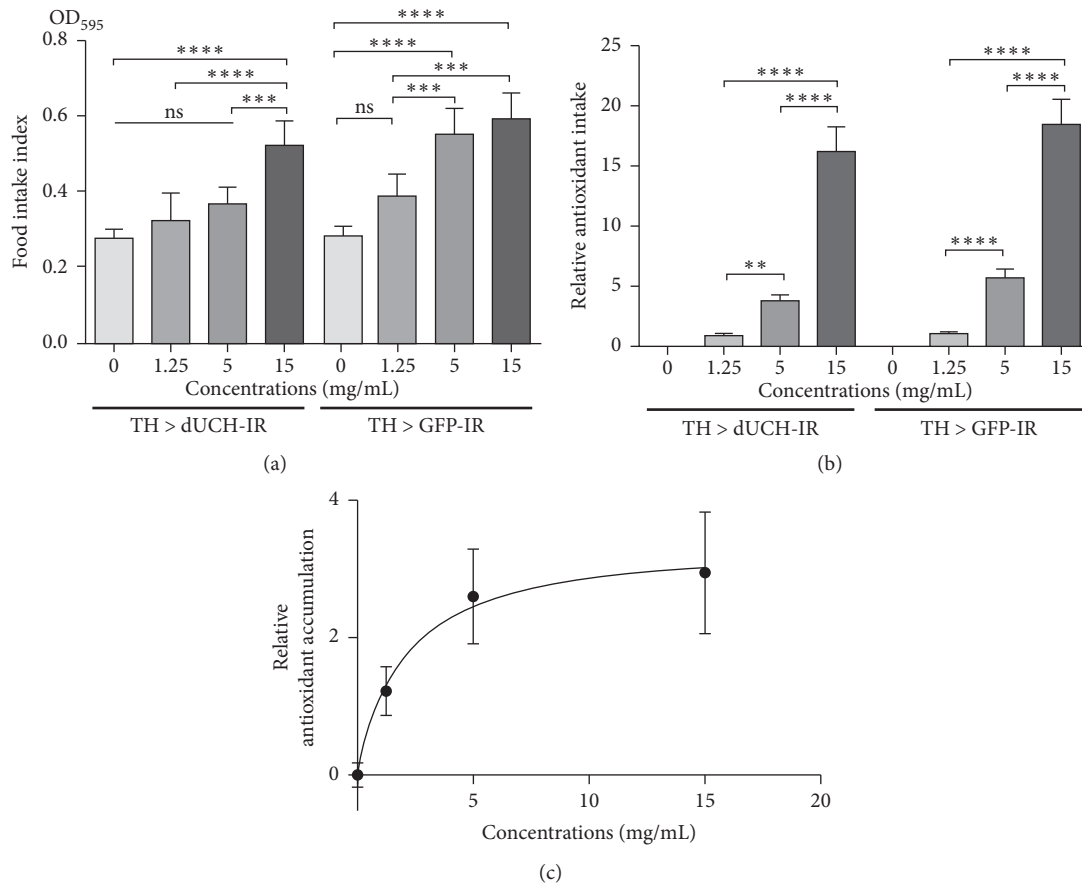 OD595
Food intake index
0.8
0.6
0.4
0.2
0.0
****
****
***
ns
****
****
***
***
ns
0 1.25 5 15 0 1.25 5 15
Concentrations (mg/mL)
TH > dUCH-IR TH > GFP-IR
(a)
Relative antioxidant intake
25
20
15
10
5
0
****
****
**
****
****
****
0 1.25 5 15 0 1.25 5 15
Concentrations (mg/mL)
TH > dUCH-IR TH > GFP-IR
(b)
Relative
antioxidant accumulation
4
2
0
5 10 15 20
Concentrations (mg/mL)
(c)